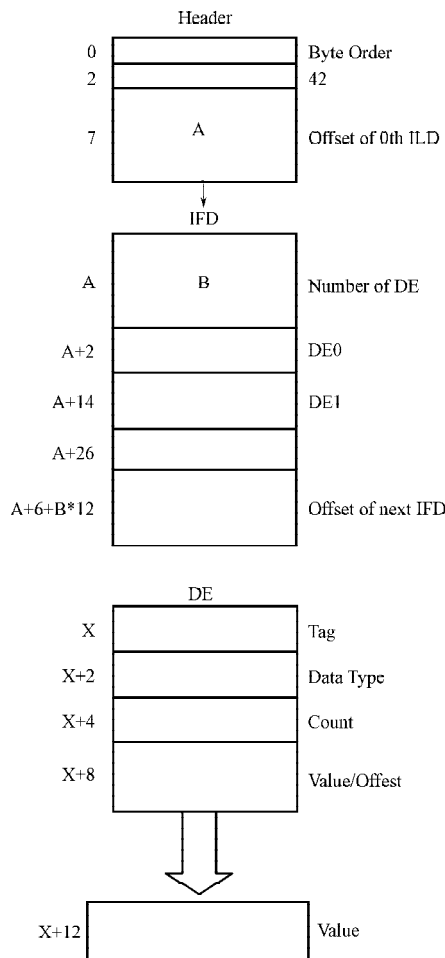 Header
0 Byte Order
2 42
7 A Offset of 0th ILD
IFD
A B Number of DE
A+2 DE0
A+14 DE1
A+26
A+6+B*12 Offset of next IFD
DE
X Tag
X+2 Data Type
X+4 Count
X+8 Value/Offest
X+12 Value